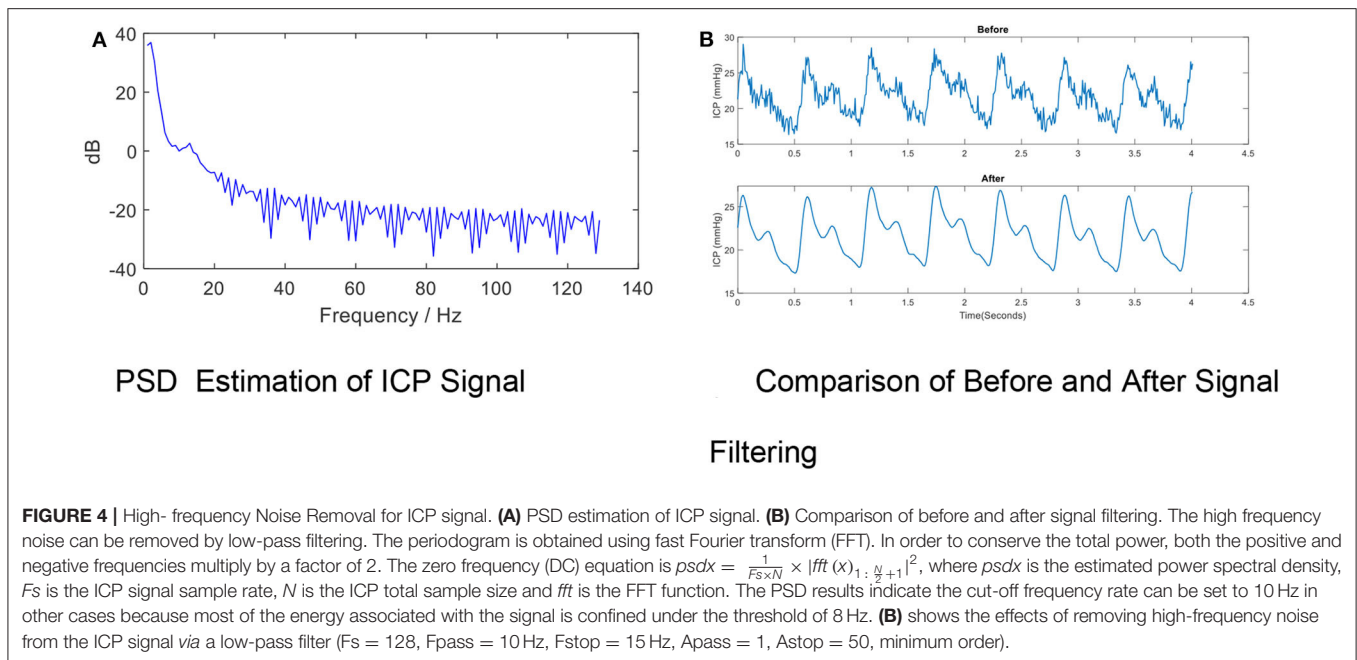 A
40
20
0
-20
-40
dB
0
20
40
60
80
100
120
140
Frequency / Hz
PSD Estimation of ICP Signal
B
Before
30
25
20
15
ICP (mmHg)
0
0.5
1
1.5
2
2.5
3
3.5
4
4.5
After
25
20
15
ICP (mmHg)
0
0.5
1
1.5
2
2.5
3
3.5
4
4.5
Time(Seconds)
Comparison of Before and After Signal
Filtering
FIGURE 4 | High- frequency Noise Removal for ICP signal. (A) PSD estimation of ICP signal. (B) Comparison of before and after signal filtering. The high frequency
noise can be removed by low-pass filtering. The periodogram is obtained using fast Fourier transform (FFT). In order to conserve the total power, both the positive and
negative frequencies multiply by a factor of 2. The zero frequency (DC) equation is psdx = 1/(Fs×N) × |fft (x)_{1 : N/2+1}|², where psdx is the estimated power spectral density,
Fs is the ICP signal sample rate, N is the ICP total sample size and fft is the FFT function. The PSD results indicate the cut-off frequency rate can be set to 10 Hz in
other cases because most of the energy associated with the signal is confined under the threshold of 8 Hz. (B) shows the effects of removing high-frequency noise
from the ICP signal via a low-pass filter (Fs = 128, Fpass = 10 Hz, Fstop = 15 Hz, Apass = 1, Astop = 50, minimum order).